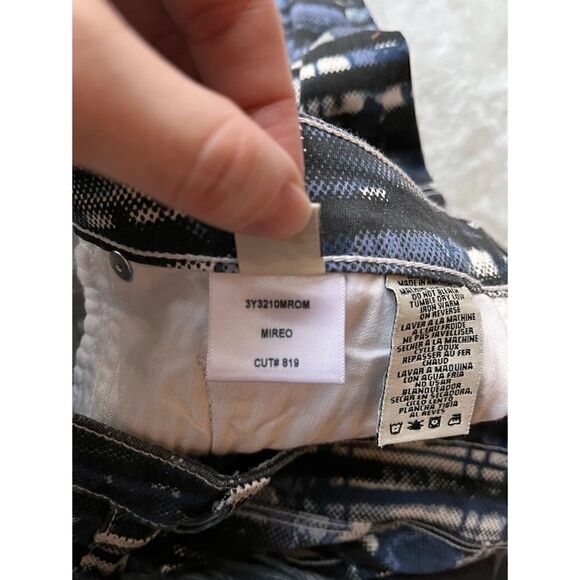 3Y3210MROM
MIREO
CUT# 819
MADE IN
DO NOT BLEACH
TUMBLE DRY LOW
IRON WARM
ON REVERSE
LAVER A LA MACHINE
A L'EAU FROIDE
NE PAS JAVELLISER
SECHER A LA MACHINE
CYCLE DOUX
REPASSER AU FER
CHAUD
LAVAR A MAQUINA
CON AGUA FRIA
NO USAR
BLANQUEADOR
SECAR EN SECADORA,
CICLO LENTO
PLANCHA TIBIA
AL REVES